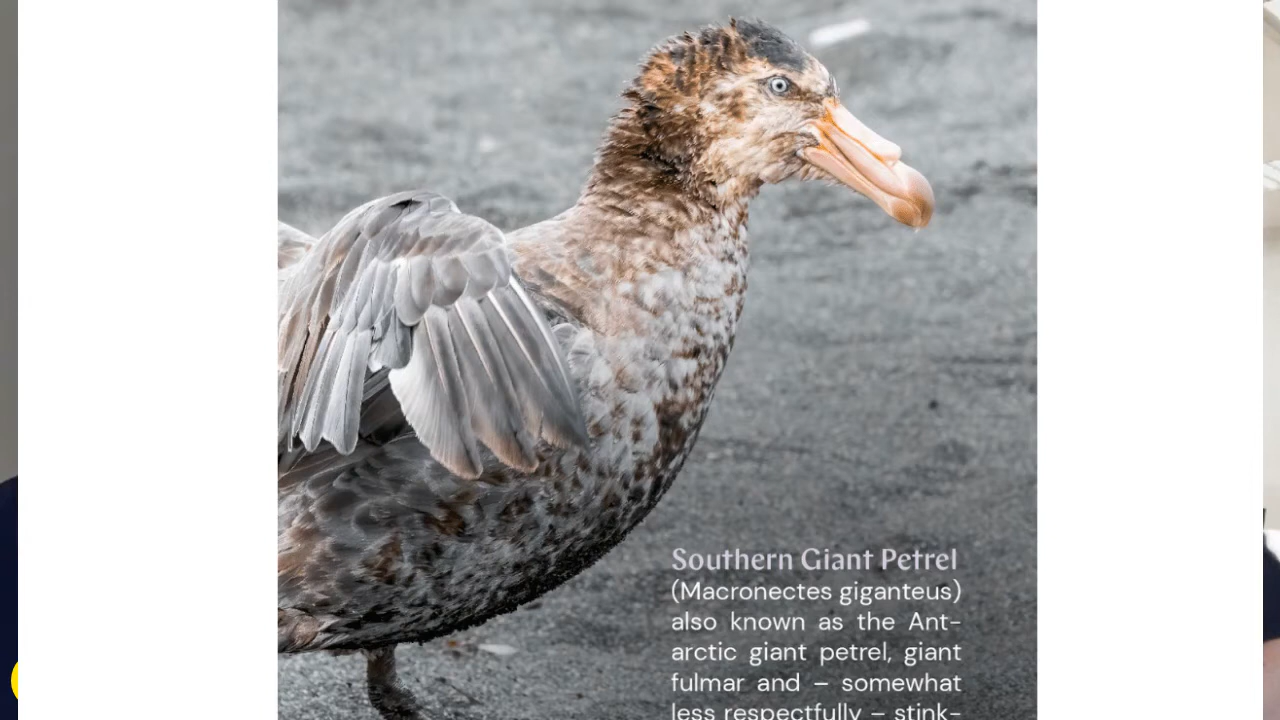 Southern Giant Petrel
(Macronectes giganteus)
also known as the Ant-
arctic giant petrel, giant
fulmar and – somewhat
less respectfully – stink-